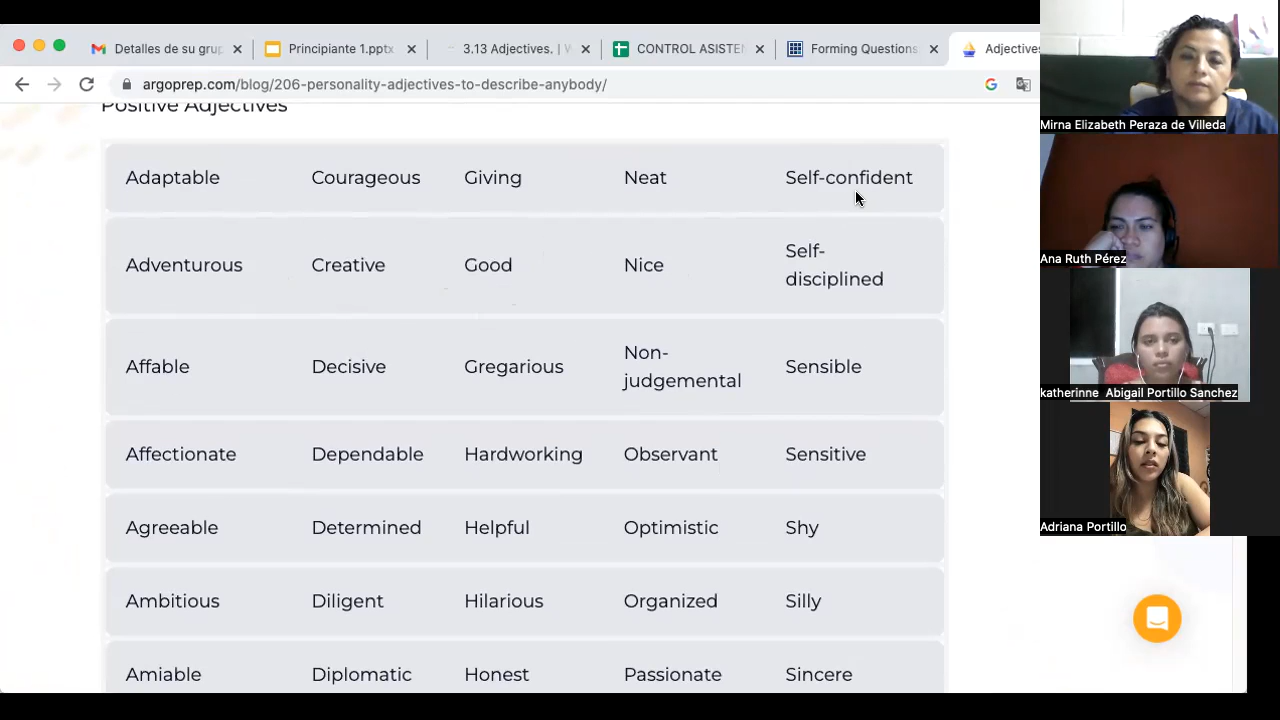 Detalles de su gru
Principiante 1.pptx
3.13 Adjectives. |
CONTROL ASISTEN
Forming Questions
Adjectives
argoprep.com/blog/206-personality-adjectives-to-describe-anybody/
Positive Adjectives
Adaptable Courageous Giving Neat Self-confident
Adventurous Creative Good Nice Self-
disciplined
Affable Decisive Gregarious Non-
judgemental Sensible
Affectionate Dependable Hardworking Observant Sensitive
Agreeable Determined Helpful Optimistic Shy
Ambitious Diligent Hilarious Organized Silly
Amiable Diplomatic Honest Passionate Sincere
Mirna Elizabeth Peraza de Villeda
Ana Ruth Pérez
katherinne Abigail Portillo Sanchez
Adriana Portillo